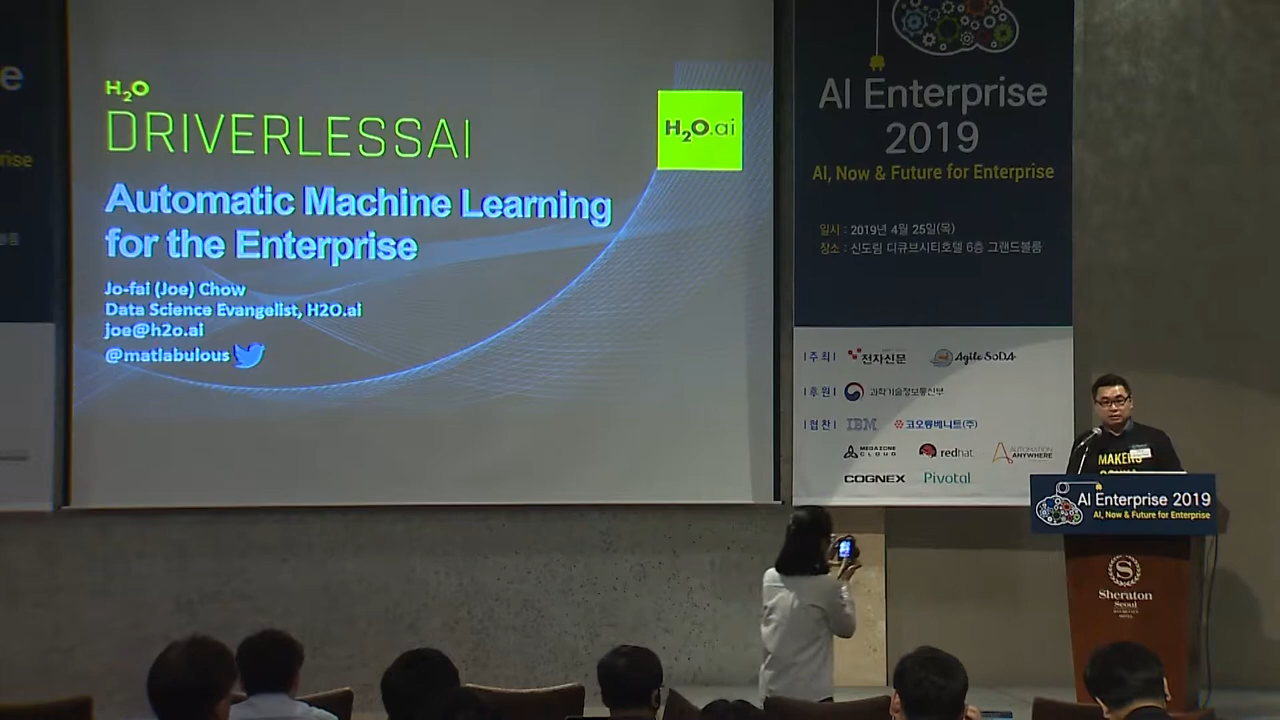 e
rise
H2O
DRIVERLESSAI
H2O.ai
Automatic Machine Learning
for the Enterprise
Jo-fai (Joe) Chow
Data Science Evangelist, H2O.ai
joe@h2o.ai
@matlabulous
AI Enterprise
2019
AI, Now & Future for Enterprise
일시 : 2019년 4월 25일(목)
장소 : 신도림 디큐브시티호텔 6층 그랜드볼룸
|주최| 전자신문 Agile SoDA
|후원| 과학기술정보통신부
|협찬| IBM 코오롱베니트(주)
MEGAZONE CLOUD redhat AUTOMATION ANYWHERE
COGNEX Pivotal
MAKERS
AI Enterprise 2019
AI, Now & Future for Enterprise
S
Sheraton
Seoul